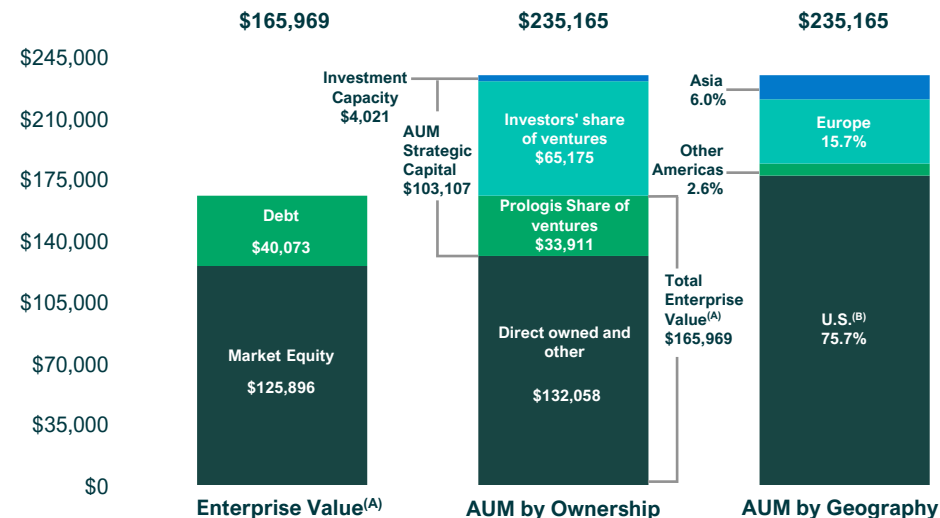 $165,969
$235,165
$235,165
$245,000
$210,000
$175,000
$140,000
$105,000
$70,000
$35,000
$0
Debt
$40,073
Market Equity
$125,896
Enterprise Value(A)
Investment
Capacity
$4,021
AUM
Strategic
Capital
$103,107
Investors' share
of ventures
$65,175
Prologis Share of
ventures
$33,911
Direct owned and
other
$132,058
Total
Enterprise
Value(A)
$165,969
AUM by Ownership
Asia
6.0%
Europe
15.7%
Other
Americas
2.6%
U.S.(B)
75.7%
AUM by Geography